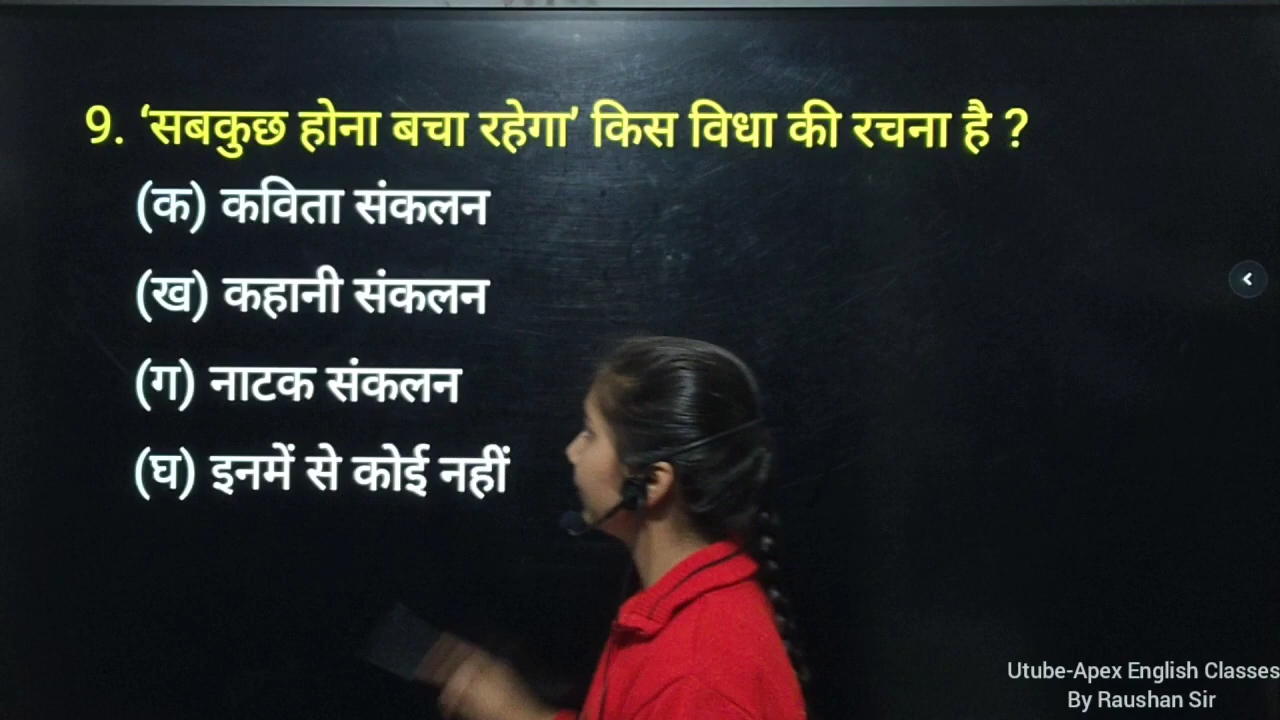 9. ‘सबकुछ होना बचा रहेगा’ किस विधा की रचना है ?
(क) कविता संकलन
(ख) कहानी संकलन
(ग) नाटक संकलन
(घ) इनमें से कोई नहीं
Utube-Apex English Classes
By Raushan Sir